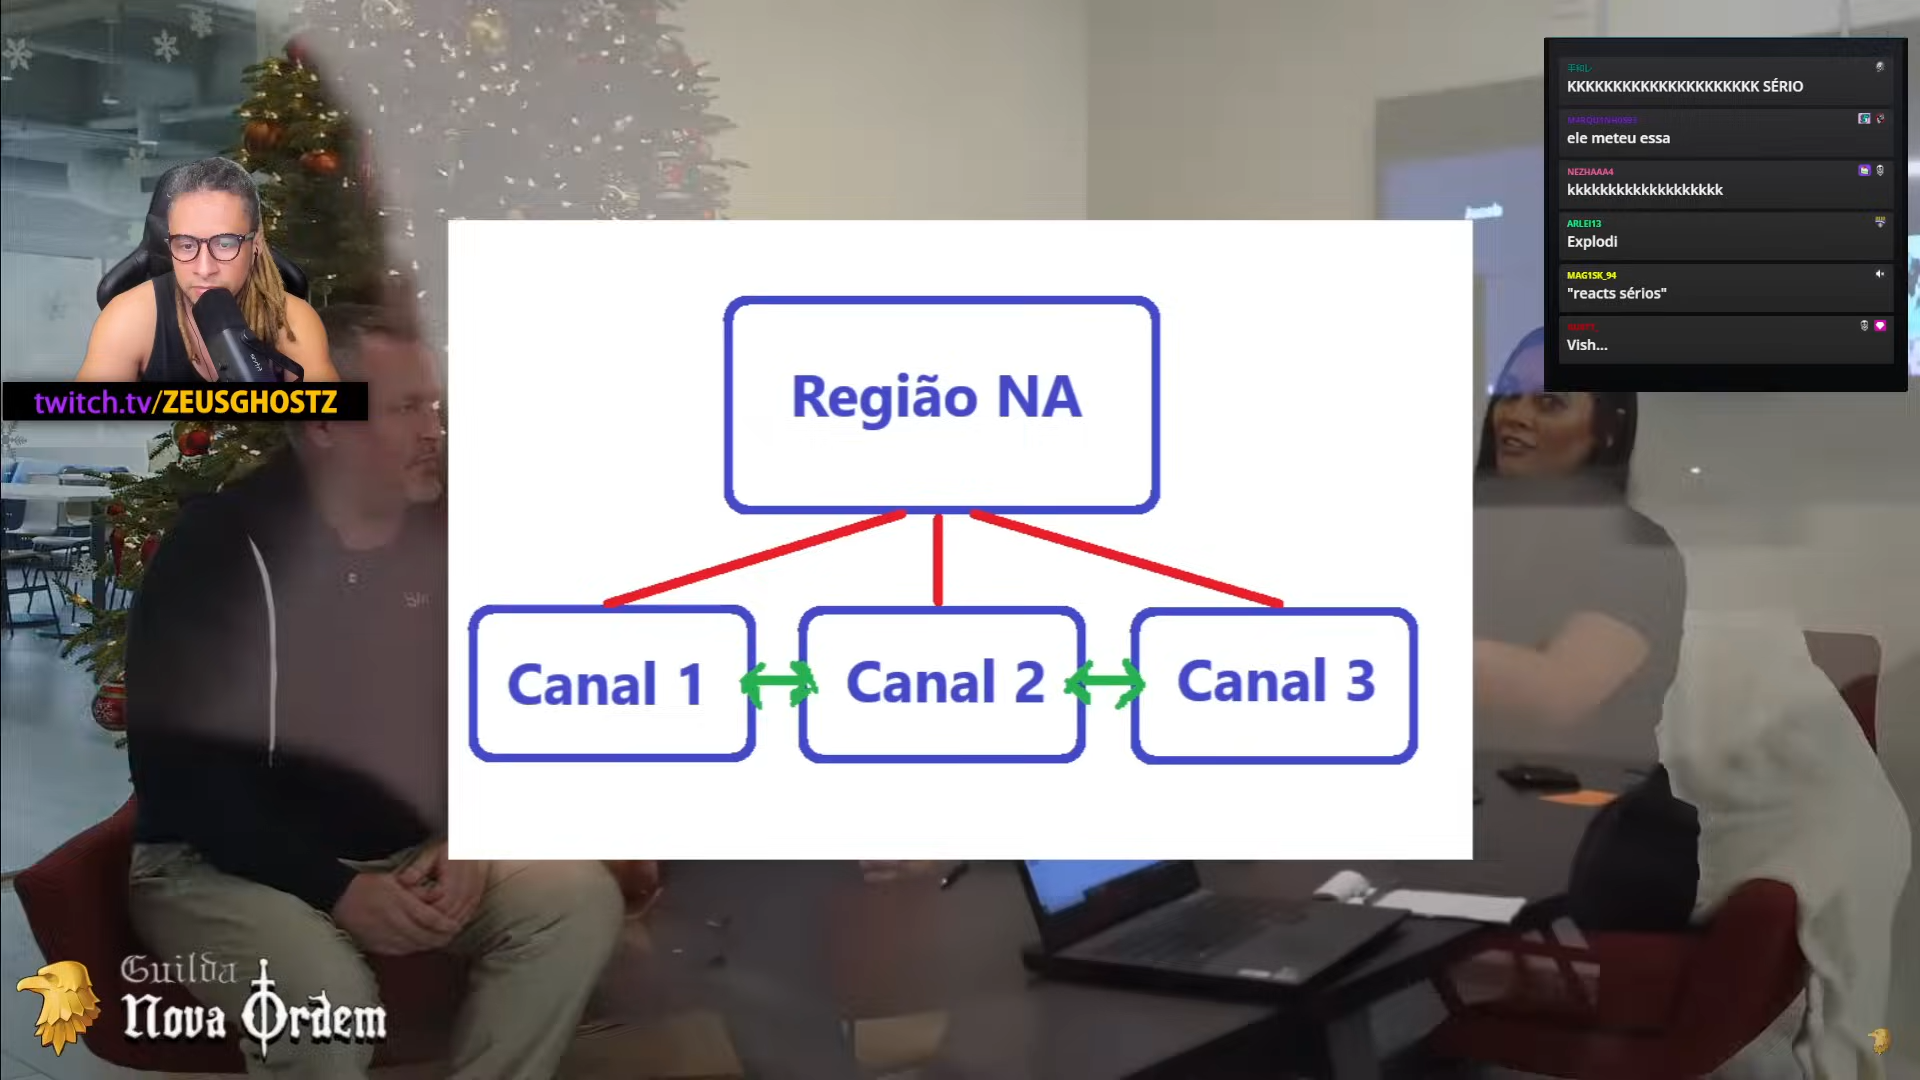 KKKKKKKKKKKKKKKKKKKKK SÉRIO
ele meteu essa
NEZHAAA4
kkkkkkkkkkkkkkkkkkk
ARLEI13
Explodi
MAG1SK_94
"reacts sérios"
Vish...
twitch.tv/ZEUSGHOSTZ
Região NA
Canal 1
Canal 2
Canal 3
Guilda
Nova Ordem